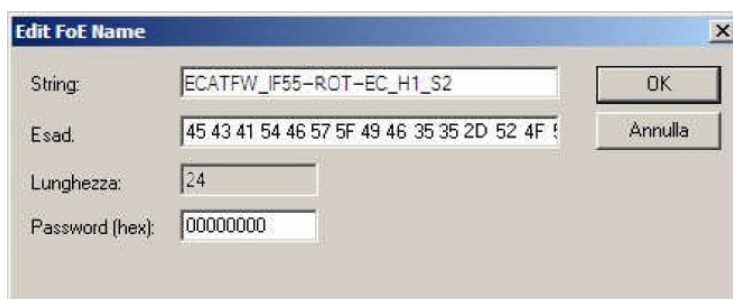 Edit FoE Name
String: ECATFW_IF55-ROT-EC_H1_S2 OK
Esad. 45 43 41 54 46 57 5F 49 46 35 35 2D 52 4F Annulla
Lunghezza: 24
Password (hex): 00000000